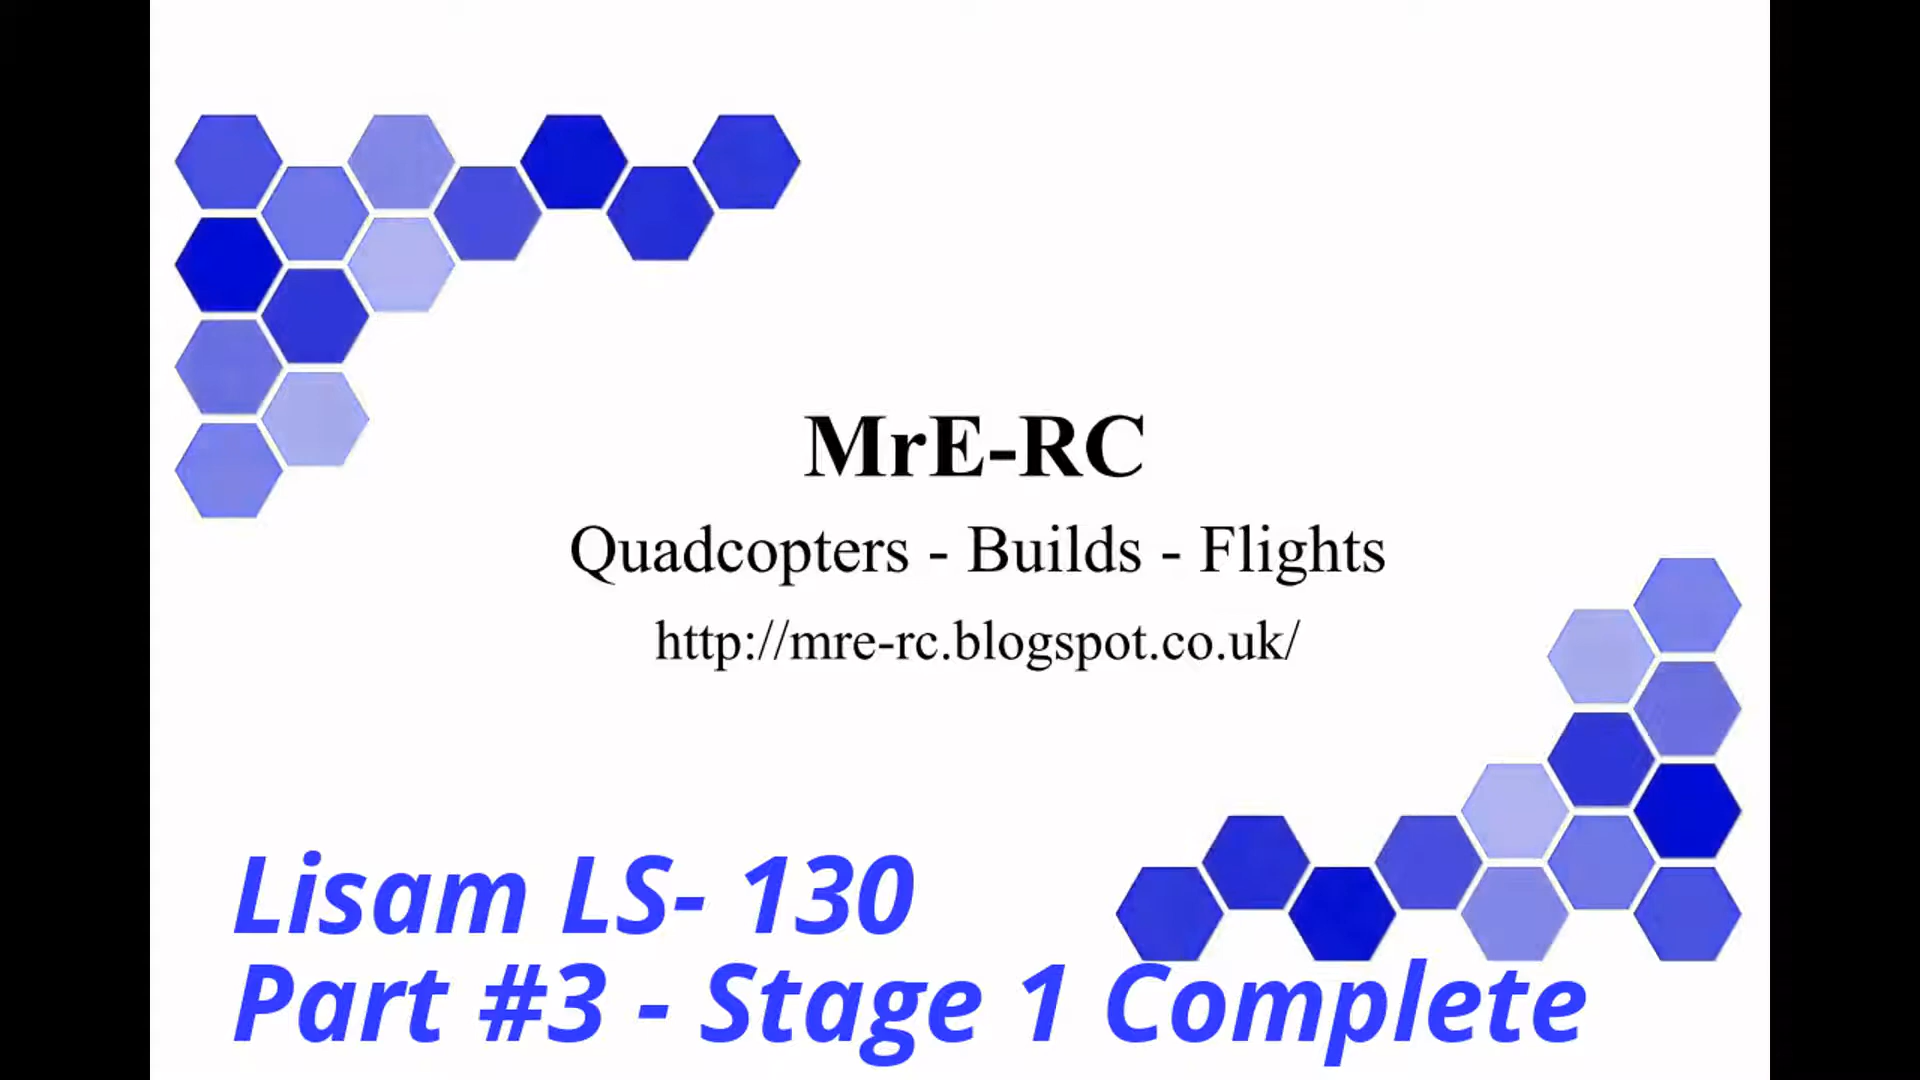 MrE-RC
Quadcopters - Builds - Flights
http://mre-rc.blogspot.co.uk/
Lisam LS- 130
Part #3 - Stage 1 Complete